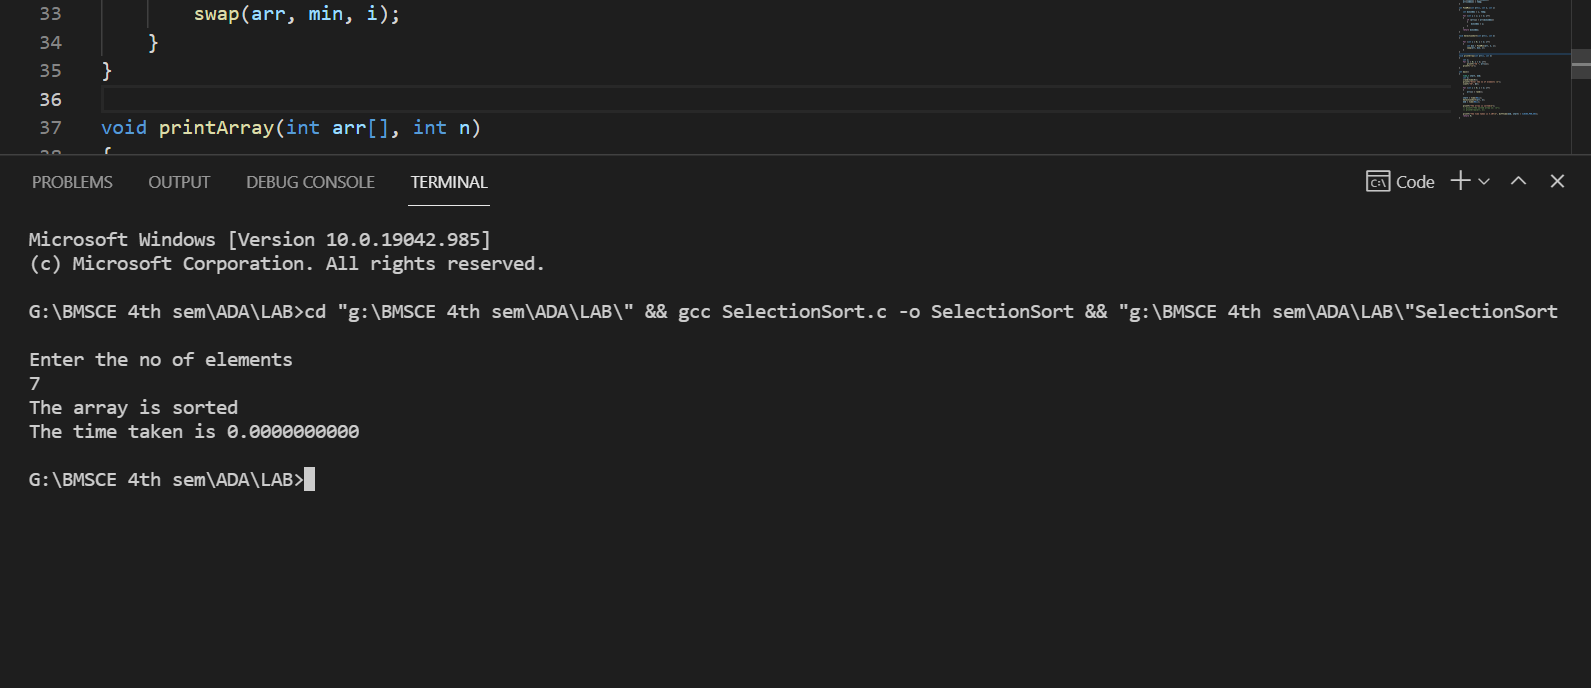 33 swap(arr, min, i);
34 }
35 }
36
37 void printArray(int arr[], int n)
38 {
PROBLEMS OUTPUT DEBUG CONSOLE TERMINAL Code
Microsoft Windows [Version 10.0.19042.985]
(c) Microsoft Corporation. All rights reserved.
G:\BMSCE 4th sem\ADA\LAB>cd "g:\BMSCE 4th sem\ADA\LAB\" && gcc SelectionSort.c -o SelectionSort && "g:\BMSCE 4th sem\ADA\LAB\"SelectionSort
Enter the no of elements
7
The array is sorted
The time taken is 0.0000000000
G:\BMSCE 4th sem\ADA\LAB>